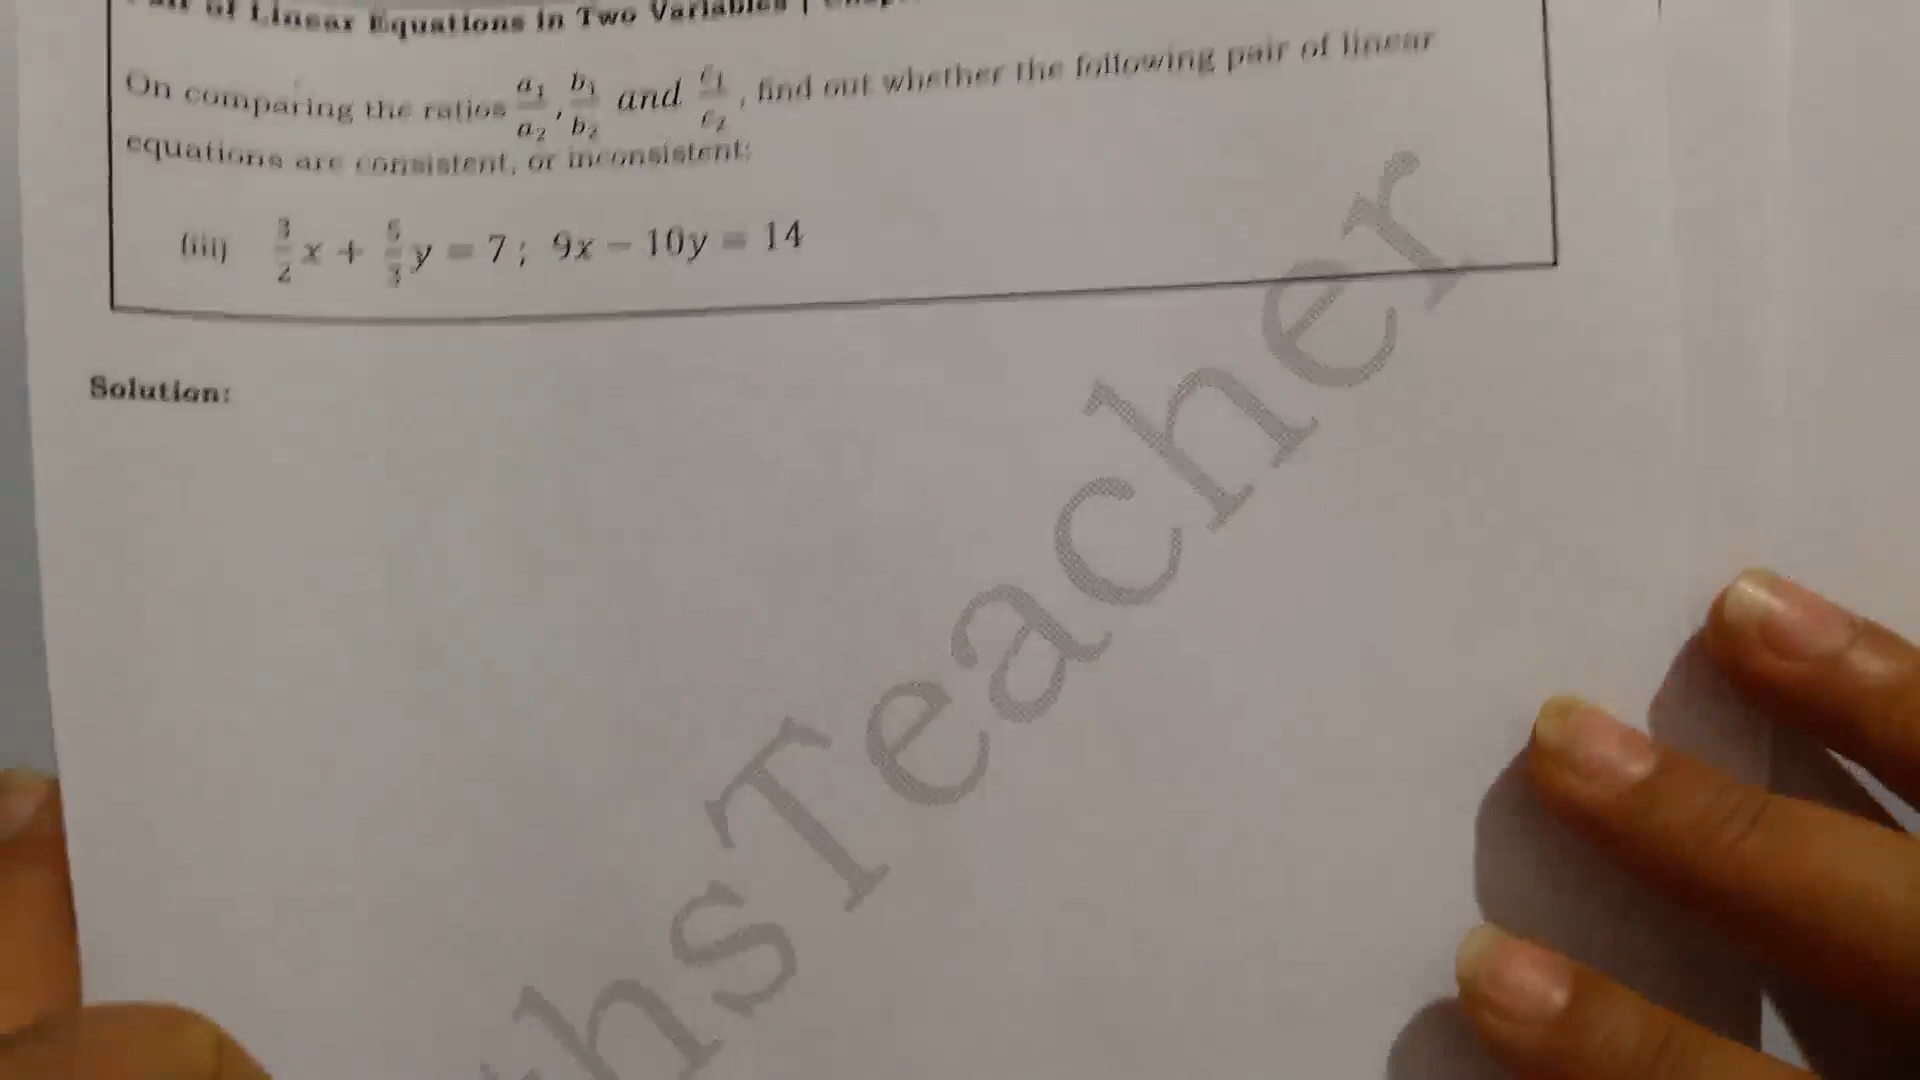 of Linear Equations in Two Variables |
On comparing the ratios a₁/a₂, b₁/b₂ and c₁/c₂, find out whether the following pair of linear
equations are consistent, or inconsistent:
(iii) 3/2 x + 5/3 y = 7 ; 9x − 10y = 14
Solution:
hsTeacher